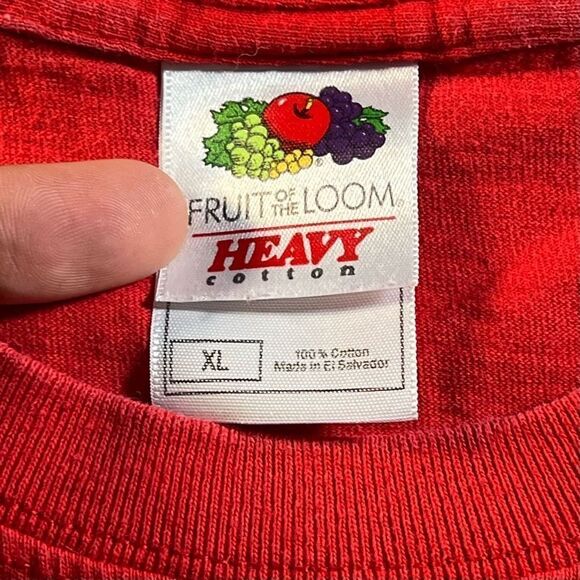 FRUIT OF THE LOOM®
HEAVY
cotton
XL
100% Cotton
Made in El Salvador